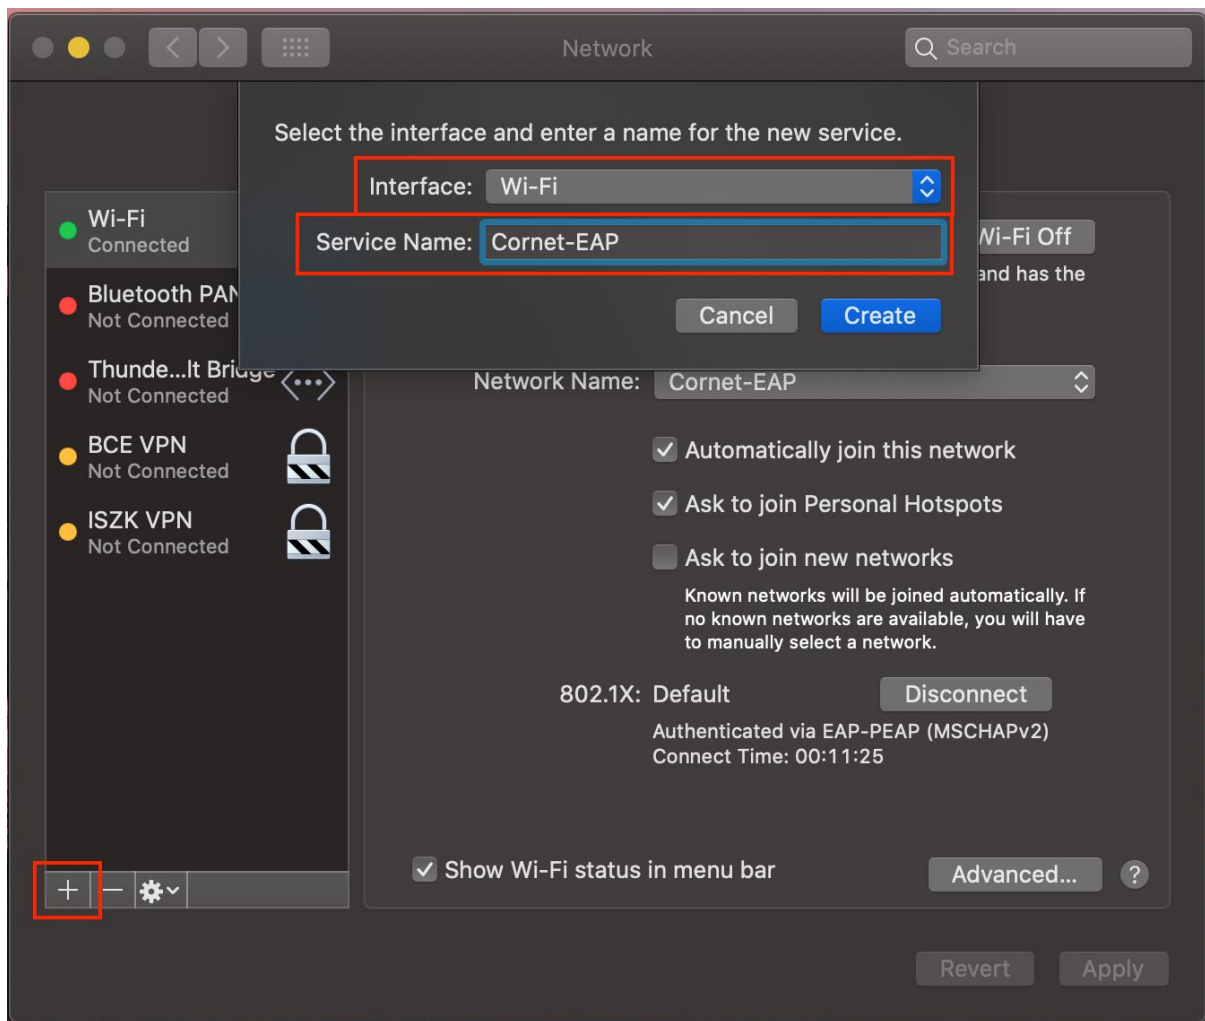 Network
Search
Select the interface and enter a name for the new service.
Interface: Wi-Fi
Service Name: Cornet-EAP
Cancel Create
Wi-Fi
Connected
Bluetooth PAN
Not Connected
Thunde...lt Bridge
Not Connected
BCE VPN
Not Connected
ISZK VPN
Not Connected
Wi-Fi Off
and has the
Network Name: Cornet-EAP
Automatically join this network
Ask to join Personal Hotspots
Ask to join new networks
Known networks will be joined automatically. If
no known networks are available, you will have
to manually select a network.
802.1X: Default Disconnect
Authenticated via EAP-PEAP (MSCHAPv2)
Connect Time: 00:11:25
Show Wi-Fi status in menu bar
Advanced... ?
Revert Apply